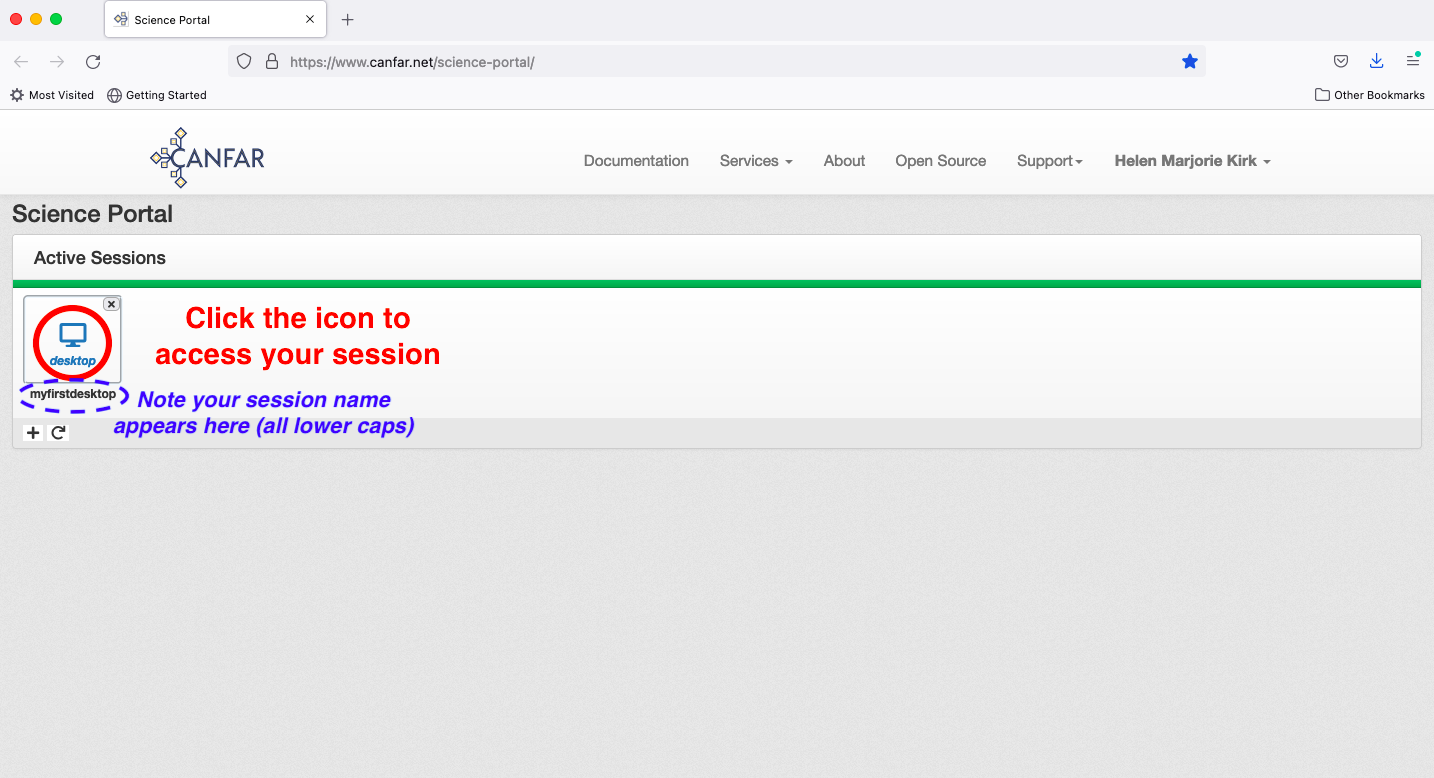 Science Portal
https://www.canfar.net/science-portal/
Most Visited Getting Started Other Bookmarks
CANFAR Documentation Services About Open Source Support Helen Marjorie Kirk
Science Portal
Active Sessions
Click the icon to
access your session
desktop
myfirstdesktop
Note your session name
appears here (all lower caps)